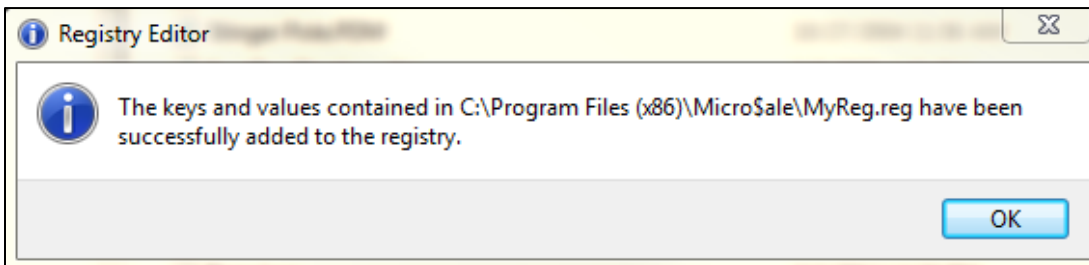 Registry Editor
The keys and values contained in C:\Program Files (x86)\Micro$ale\MyReg.reg have been
successfully added to the registry.
OK